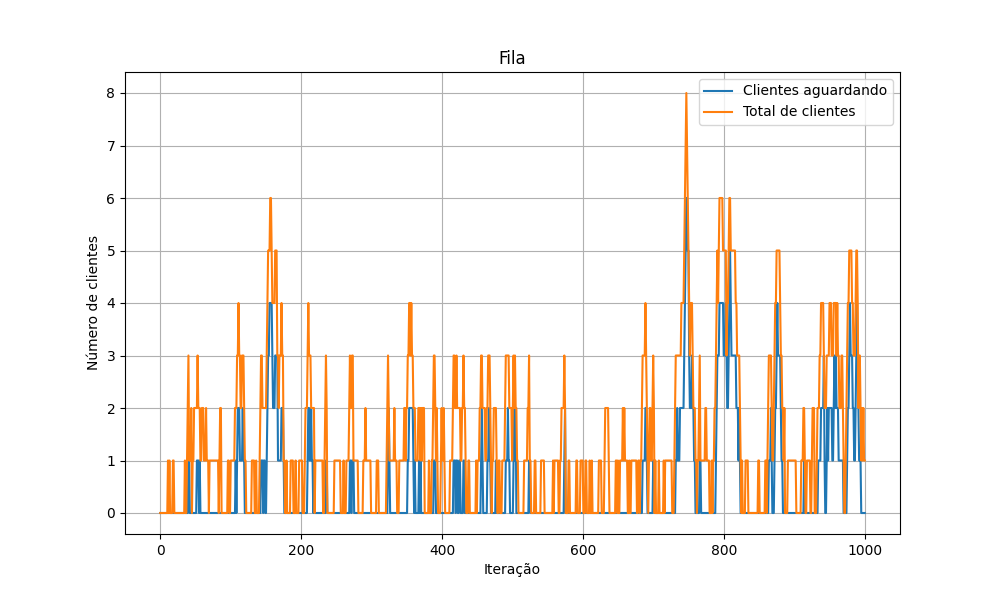 Fila
Clientes aguardando
Total de clientes
Número de clientes
8
7
6
5
4
3
2
1
0
0 200 400 600 800 1000
Iteração